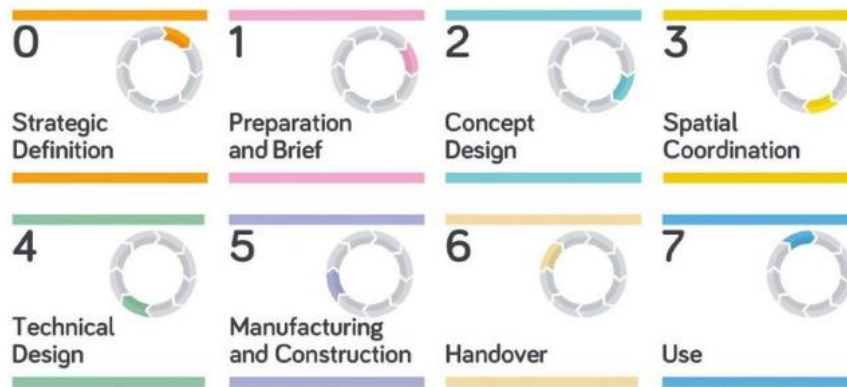 0
Strategic
Definition
1
Preparation
and Brief
2
Concept
Design
3
Spatial
Coordination
4
Technical
Design
5
Manufacturing
and Construction
6
Handover
7
Use